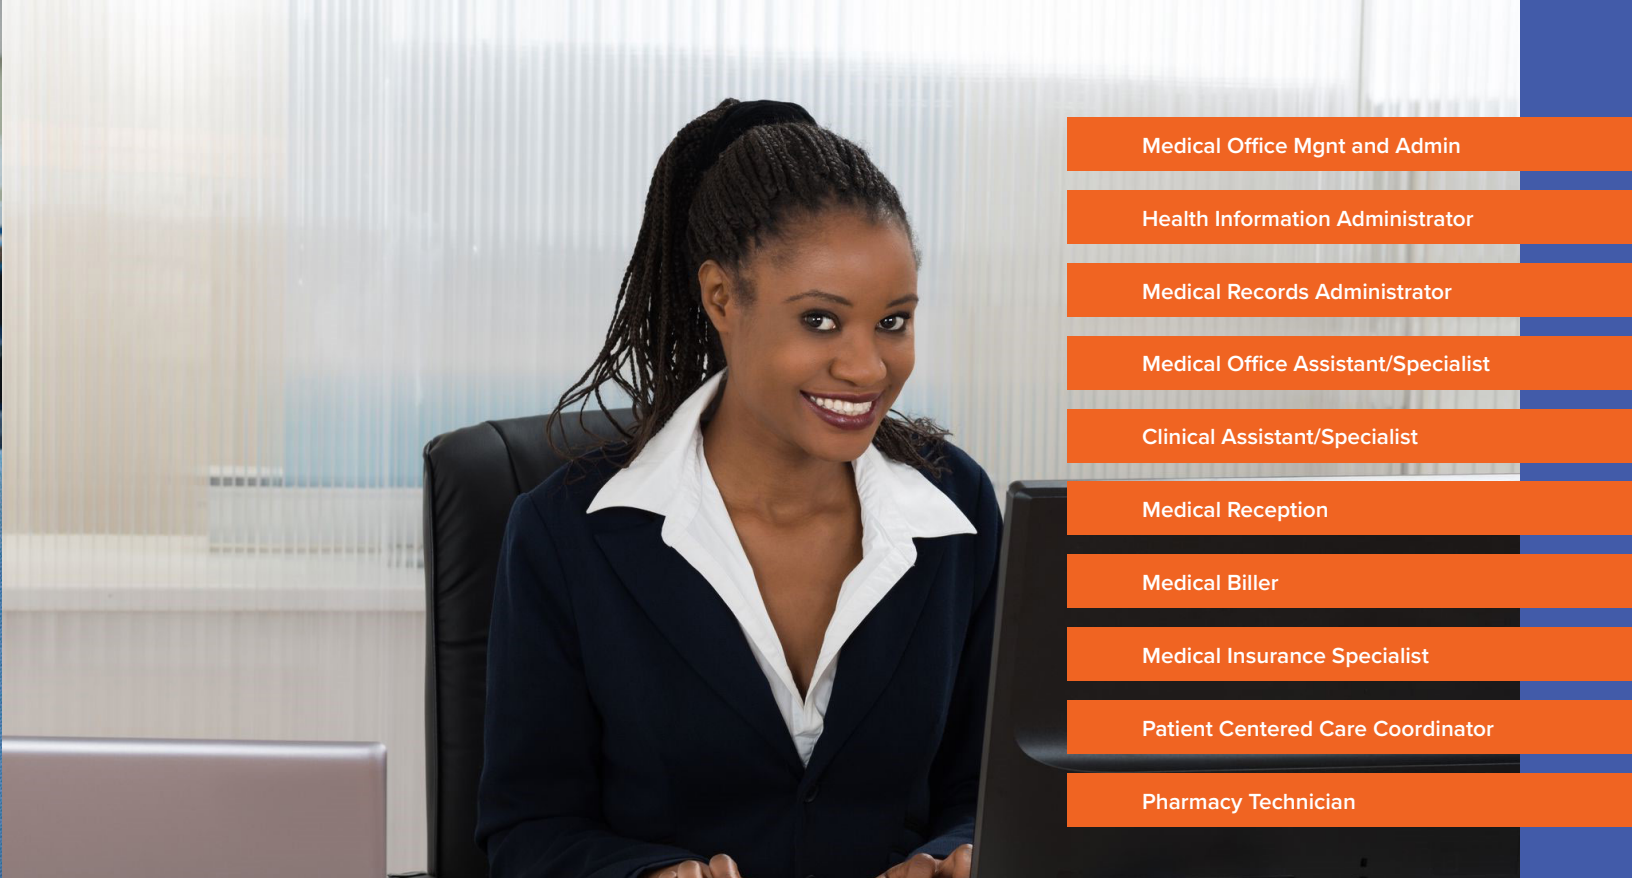 Medical Office Mgnt and Admin
Health Information Administrator
Medical Records Administrator
Medical Office Assistant/Specialist
Clinical Assistant/Specialist
Medical Reception
Medical Biller
Medical Insurance Specialist
Patient Centered Care Coordinator
Pharmacy Technician